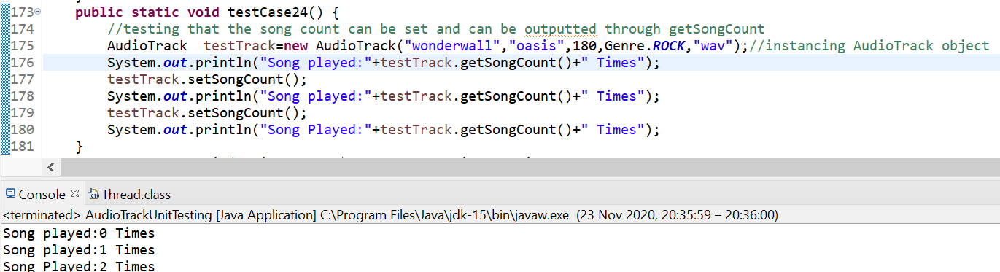 173 public static void testCase24() {
174 //testing that the song count can be set and can be outputted through getSongCount
175 AudioTrack  testTrack=new AudioTrack("wonderwall","oasis",180,Genre.ROCK,"wav");//instancing AudioTrack object
176 System.out.println("Song played:"+testTrack.getSongCount()+" Times");
177 testTrack.setSongCount();
178 System.out.println("Song played:"+testTrack.getSongCount()+" Times");
179 testTrack.setSongCount();
180 System.out.println("Song Played:"+testTrack.getSongCount()+" Times");
181 }
Console Thread.class
<terminated> AudioTrackUnitTesting [Java Application] C:\Program Files\Java\jdk-15\bin\javaw.exe  (23 Nov 2020, 20:35:59 – 20:36:00)
Song played:0 Times
Song played:1 Times
Song Played:2 Times